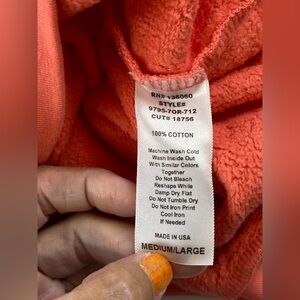 RN# 136060
STYLE#
9795-7OR-712
CUT# 18756
100% COTTON
Machine Wash Cold
Wash Inside Out
With Similar Colors
Together
Do Not Bleach
Reshape While
Damp Dry Flat
Do Not Tumble Dry
Do Not Iron Print
Cool Iron
If Needed
MADE IN USA
MEDIUM/LARGE